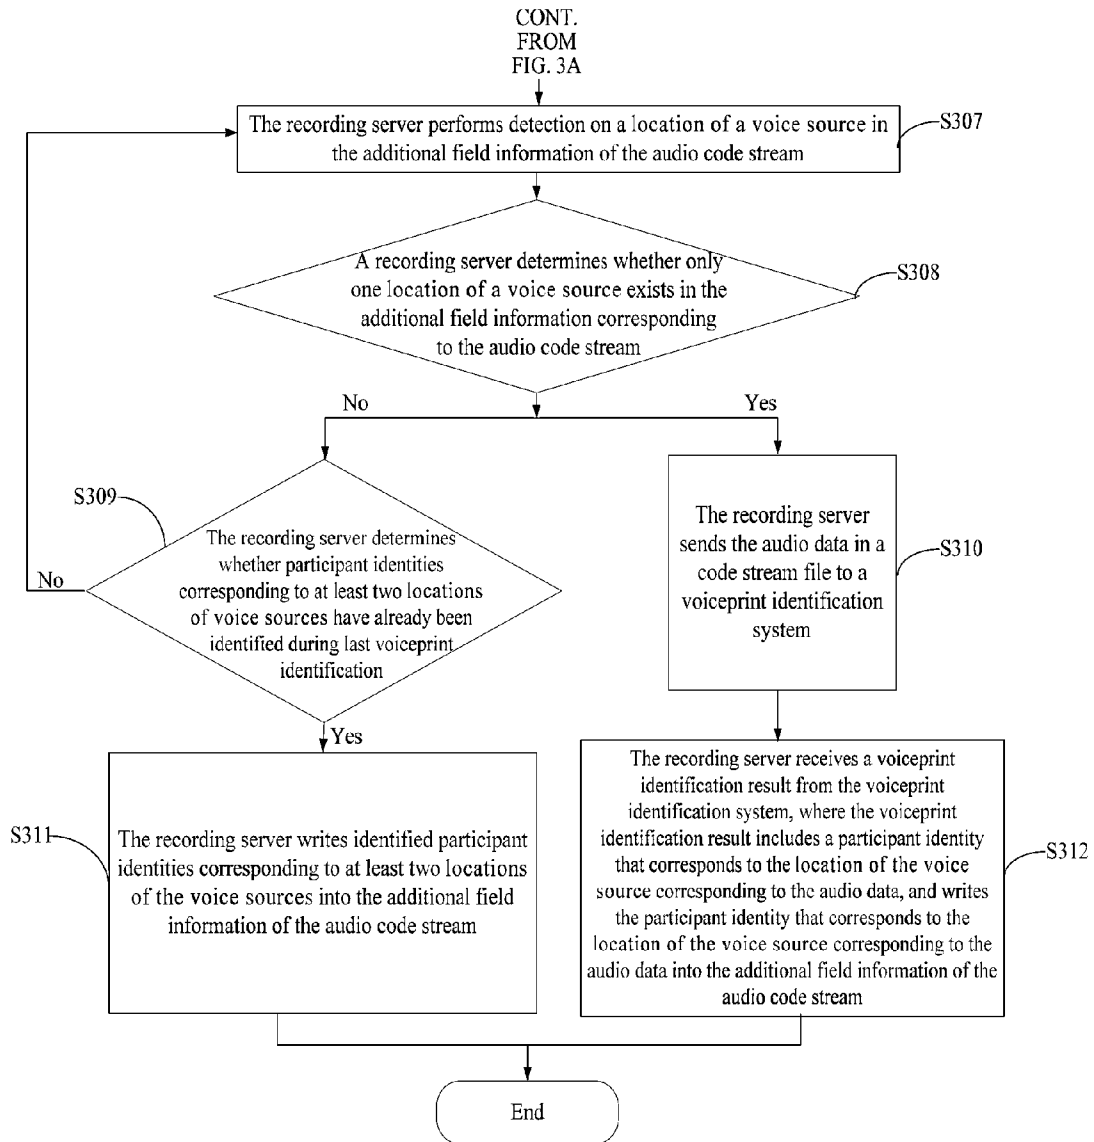 CONT.
FROM
FIG. 3A
The recording server performs detection on a location of a voice source in
the additional field information of the audio code stream
S307
A recording server determines whether only
one location of a voice source exists in the
additional field information corresponding
to the audio code stream
S308
No
Yes
S309
The recording server determines
whether participant identities
corresponding to at least two locations
of voice sources have already been
identified during last voiceprint
identification
No
Yes
The recording server
sends the audio data in a
code stream file to a
voiceprint identification
system
S310
S311
The recording server writes identified participant
identities corresponding to at least two locations
of the voice sources into the additional field
information of the audio code stream
The recording server receives a voiceprint
identification result from the voiceprint
identification system, where the voiceprint
identification result includes a participant identity
that corresponds to the location of the voice
source corresponding to the audio data, and writes
the participant identity that corresponds to the
location of the voice source corresponding to the
audio data into the additional field information of the
audio code stream
S312
End